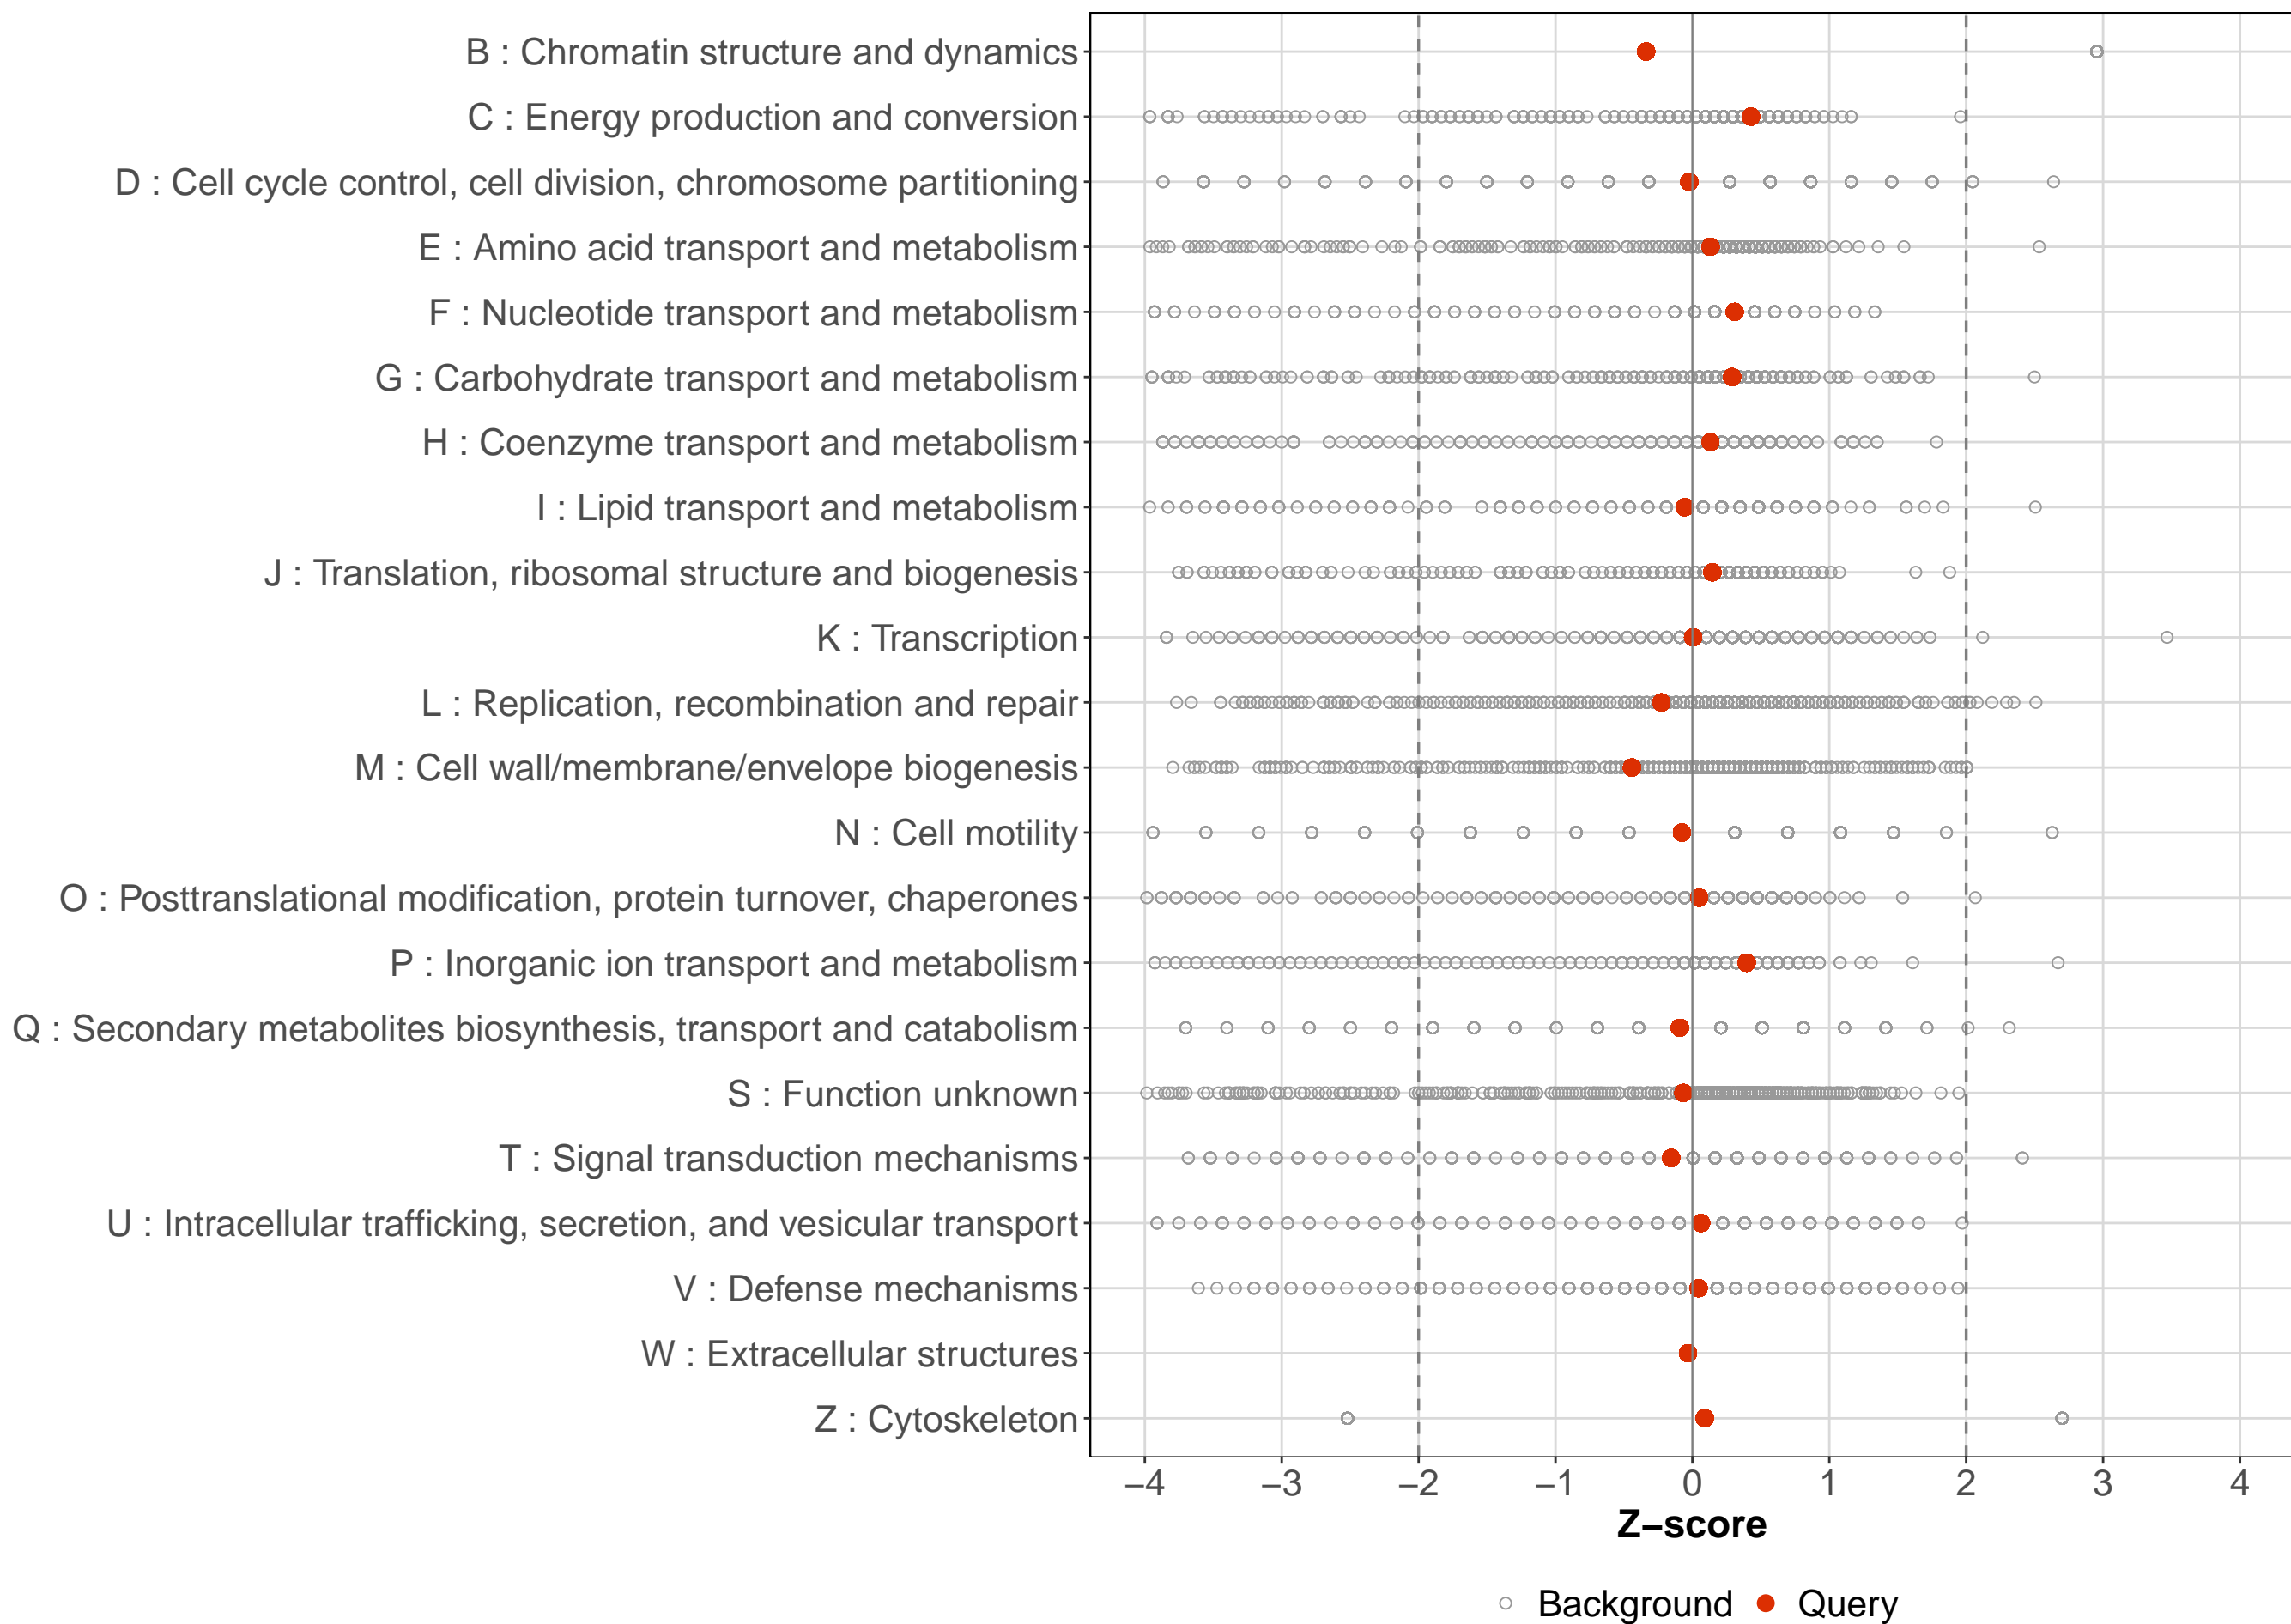 B : Chromatin structure and dynamics
C : Energy production and conversion
D : Cell cycle control, cell division, chromosome partitioning
E : Amino acid transport and metabolism
F : Nucleotide transport and metabolism
G : Carbohydrate transport and metabolism
H : Coenzyme transport and metabolism
I : Lipid transport and metabolism
J : Translation, ribosomal structure and biogenesis
K : Transcription
L : Replication, recombination and repair
M : Cell wall/membrane/envelope biogenesis
N : Cell motility
O : Posttranslational modification, protein turnover, chaperones
P : Inorganic ion transport and metabolism
Q : Secondary metabolites biosynthesis, transport and catabolism
S : Function unknown
T : Signal transduction mechanisms
U : Intracellular trafficking, secretion, and vesicular transport
V : Defense mechanisms
W : Extracellular structures
Z : Cytoskeleton
−4 −3 −2 −1 0 1 2 3 4
Z−score
Background Query